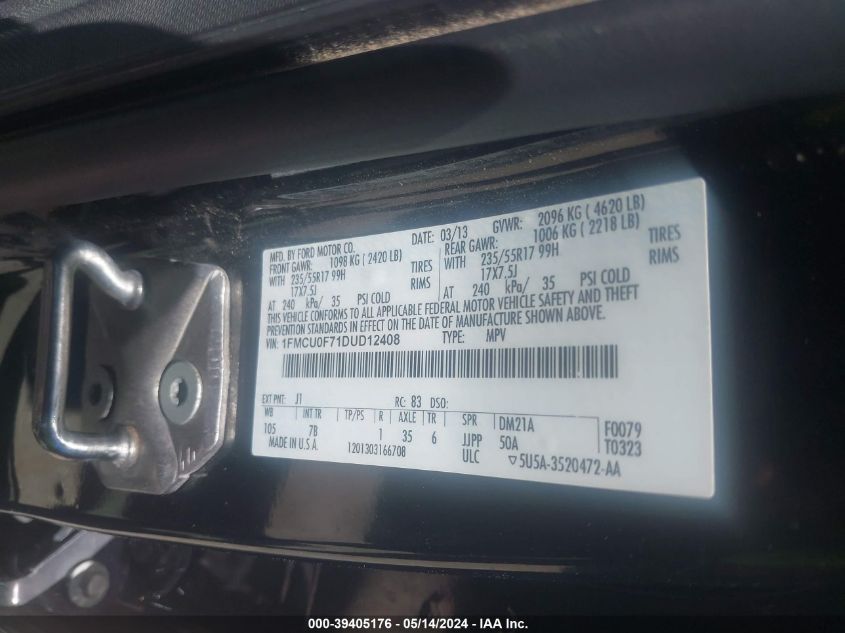 MFD. BY FORD MOTOR CO.
DATE: 03/13 GVWR: 2096 KG ( 4620 LB)
FRONT GAWR: 1098 KG ( 2420 LB)
REAR GAWR: 1006 KG ( 2218 LB)
WITH 235/55R17 99H TIRES
WITH 235/55R17 99H TIRES
17X7.5J RIMS
17X7.5J RIMS
AT 240 kPa/ 35 PSI COLD
AT 240 kPa/ 35 PSI COLD
THIS VEHICLE CONFORMS TO ALL APPLICABLE FEDERAL MOTOR VEHICLE SAFETY AND THEFT
PREVENTION STANDARDS IN EFFECT ON THE DATE OF MANUFACTURE SHOWN ABOVE.
VIN: 1FMCU0F71DUD12408 TYPE: MPV
EXT PNT: J1 RC: 83 DSO:
WB INT TR TP/PS R AXLE TR SPR DM21A F0079
105 7B 1 35 6 JJPP 50A T0323
MADE IN U.S.A. 1201303166708 ULC ▽5U5A-3520472-AA
000-39405176 - 05/14/2024 - IAA Inc.